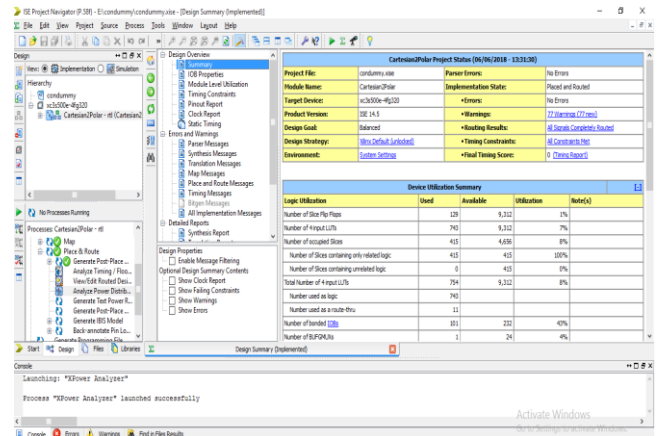 ISE Project Navigator (P.58f) - E:\condummy\condummy.xise - [Design Summary (Implemented)]
File Edit View Project Source Process Tools Window Layout Help
Design
View: Implementation Simulation
Hierarchy
condummy
xc3s500e-4fg320
Cartesian2Polar - rtl (Cartesian2
No Processes Running
Processes: Cartesian2Polar - rtl
Map
Place & Route
Generate Post-Place ...
Analyze Timing / Floo...
View/Edit Routed Desi...
Analyze Power Distrib...
Generate Text Power R...
Generate Post-Place ...
Generate IBIS Model
Back-annotate Pin Lo...
Generate Programming File
Start Design Files Libraries
Design Overview
Summary
IOB Properties
Module Level Utilization
Timing Constraints
Pinout Report
Clock Report
Static Timing
Errors and Warnings
Parser Messages
Synthesis Messages
Translation Messages
Map Messages
Place and Route Messages
Timing Messages
Bitgen Messages
All Implementation Messages
Detailed Reports
Synthesis Report
Design Properties
Enable Message Filtering
Optional Design Summary Contents
Show Clock Report
Show Failing Constraints
Show Warnings
Show Errors
Cartesian2Polar Project Status (06/06/2018 - 13:31:30)
Project File: condummy.xise Parser Errors: No Errors
Module Name: Cartesian2Polar Implementation State: Placed and Routed
Target Device: xc3s500e-4fg320 •Errors: No Errors
Product Version: ISE 14.5 •Warnings: 77 Warnings (77 new)
Design Goal: Balanced •Routing Results: All Signals Completely Routed
Design Strategy: Xilinx Default (unlocked) •Timing Constraints: All Constraints Met
Environment: System Settings •Final Timing Score: 0 (Timing Report)
Device Utilization Summary [-]
Logic Utilization Used Available Utilization Note(s)
Number of Slice Flip Flops 129 9,312 1%
Number of 4 input LUTs 743 9,312 7%
Number of occupied Slices 415 4,656 8%
Number of Slices containing only related logic 415 415 100%
Number of Slices containing unrelated logic 0 415 0%
Total Number of 4 input LUTs 754 9,312 8%
Number used as logic 743
Number used as a route-thru 11
Number of bonded IOBs 101 232 43%
Number of BUFGMUXs 1 24 4%
Design Summary (Implemented)
Console
Launching: "XPower Analyzer"
Process "XPower Analyzer" launched successfully
Activate Windows
Go to Settings to activate Windows.
Console Errors Warnings Find in Files Results